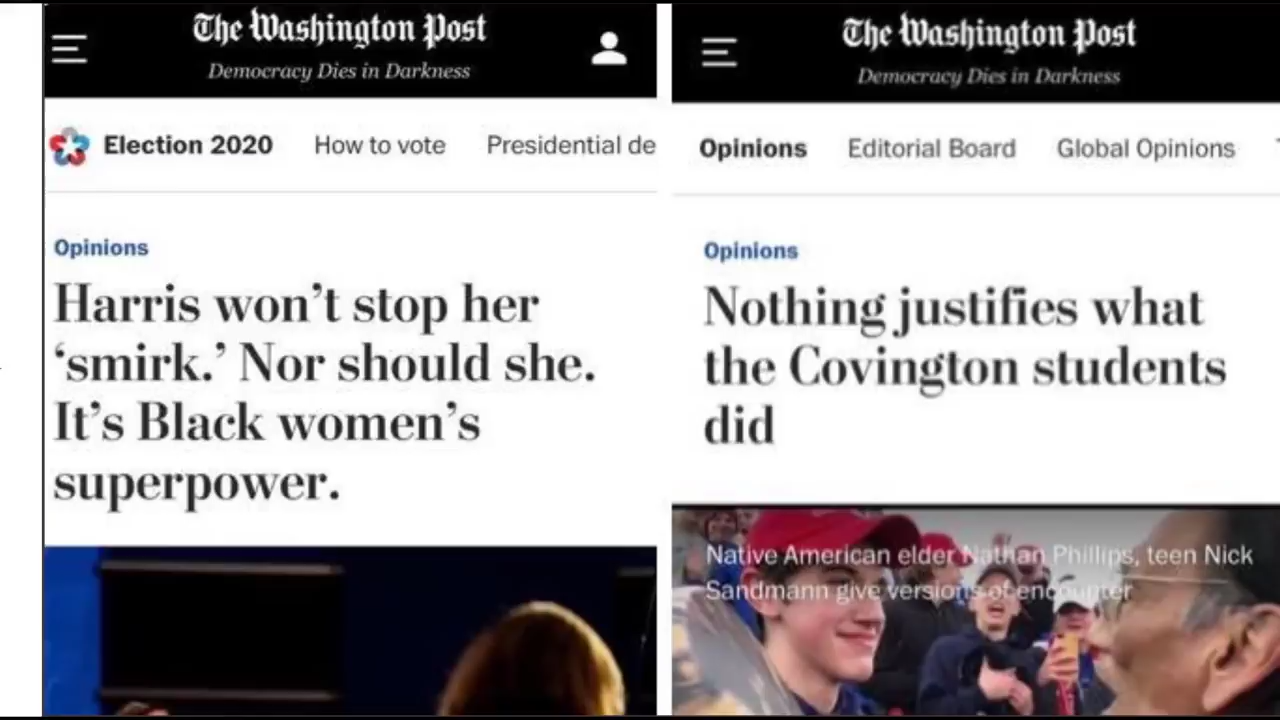 The Washington Post
Democracy Dies in Darkness
Election 2020 How to vote Presidential de
Opinions
Harris won’t stop her
‘smirk.’ Nor should she.
It’s Black women’s
superpower.
The Washington Post
Democracy Dies in Darkness
Opinions Editorial Board Global Opinions
Opinions
Nothing justifies what
the Covington students
did
Native American elder Nathan Phillips, teen Nick
Sandmann give versions of encounter